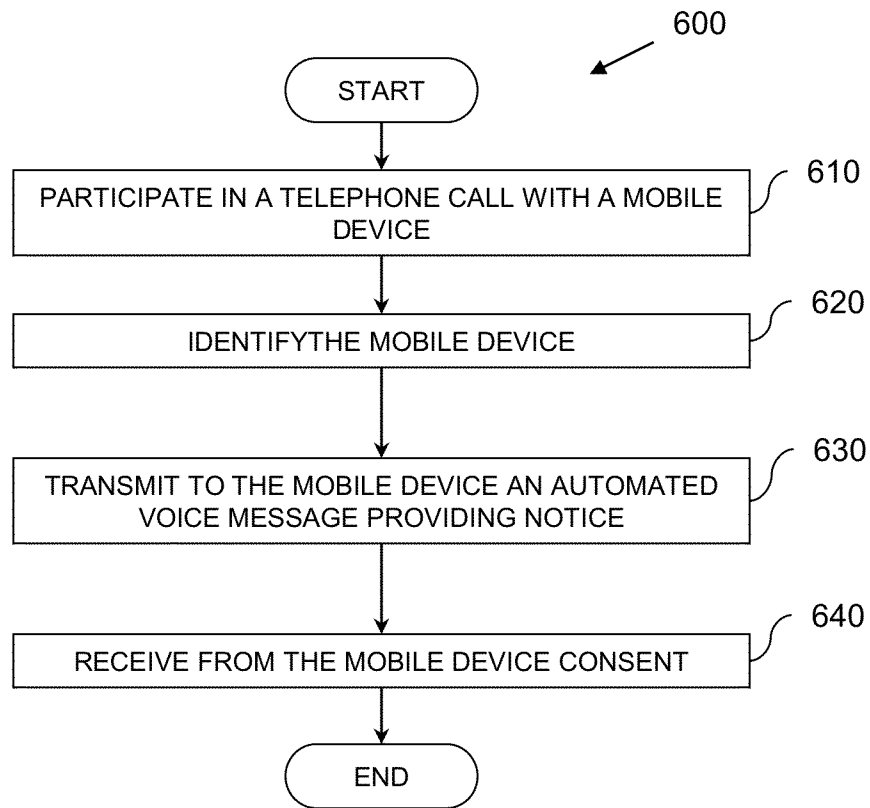 600
START
PARTICIPATE IN A TELEPHONE CALL WITH A MOBILE
DEVICE
610
IDENTIFYTHE MOBILE DEVICE
620
TRANSMIT TO THE MOBILE DEVICE AN AUTOMATED
VOICE MESSAGE PROVIDING NOTICE
630
RECEIVE FROM THE MOBILE DEVICE CONSENT
640
END